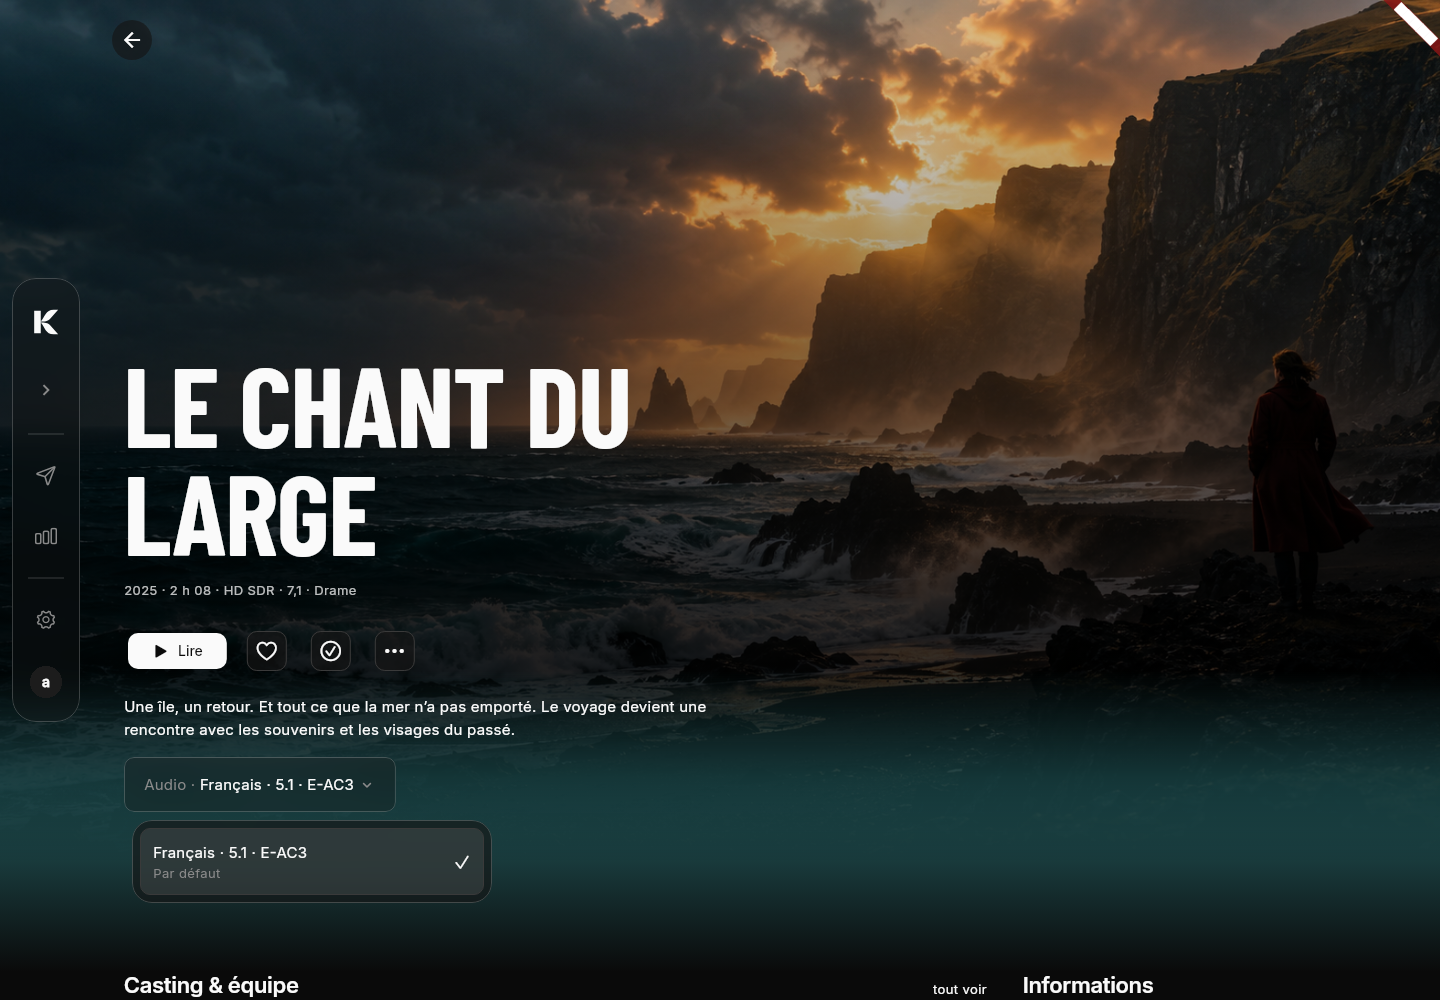 K
LE CHANT DU
LARGE
2025 · 2 h 08 · HD SDR · 7,1 · Drame
Lire
a
Une île, un retour. Et tout ce que la mer n’a pas emporté. Le voyage devient une
rencontre avec les souvenirs et les visages du passé.
Audio · Français · 5.1 · E-AC3
Français · 5.1 · E-AC3
Par défaut
Casting & équipe
tout voir
Informations